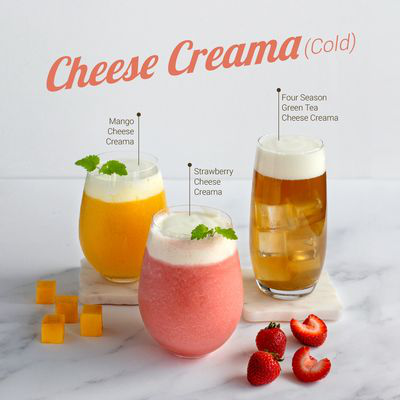 Cheese Creama (Cold)
Mango
Cheese
Creama
Strawberry
Cheese
Creama
Four Season
Green Tea
Cheese Creama